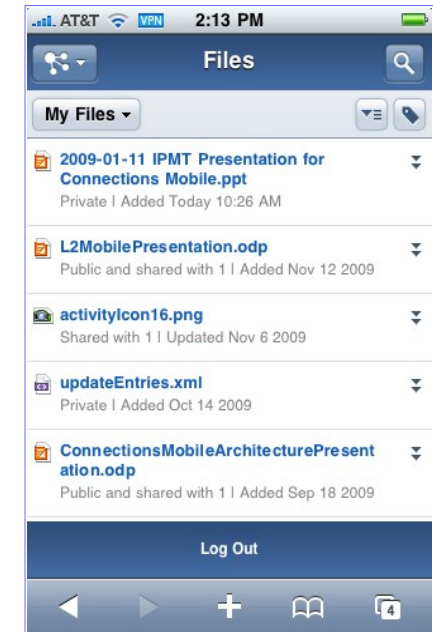 AT&T VPN 2:13 PM
Files
My Files
2009-01-11 IPMT Presentation for
Connections Mobile.ppt
Private | Added Today 10:26 AM
L2MobilePresentation.odp
Public and shared with 1 | Added Nov 12 2009
activityIcon16.png
Shared with 1 | Updated Nov 6 2009
updateEntries.xml
Private | Added Oct 14 2009
ConnectionsMobileArchitecturePresent
ation.odp
Public and shared with 1 | Added Sep 18 2009
Log Out
4